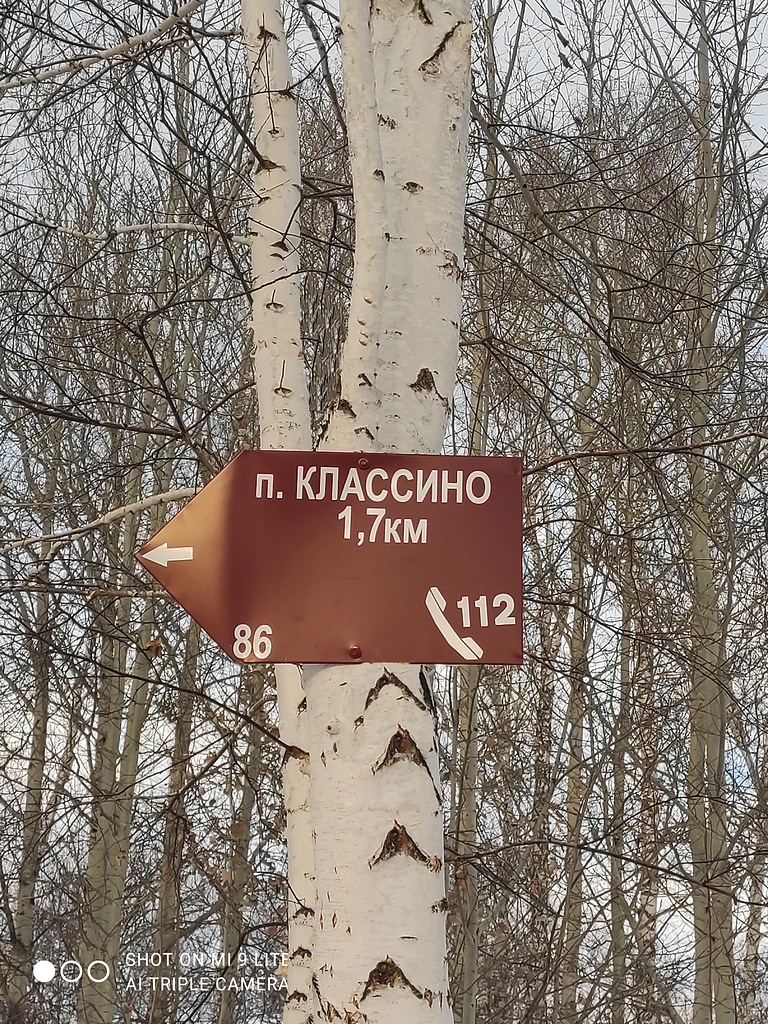 п. КЛАССИНО
1,7км
112
86
SHOT ON MI 9 LITE
AI TRIPLE CAMERA